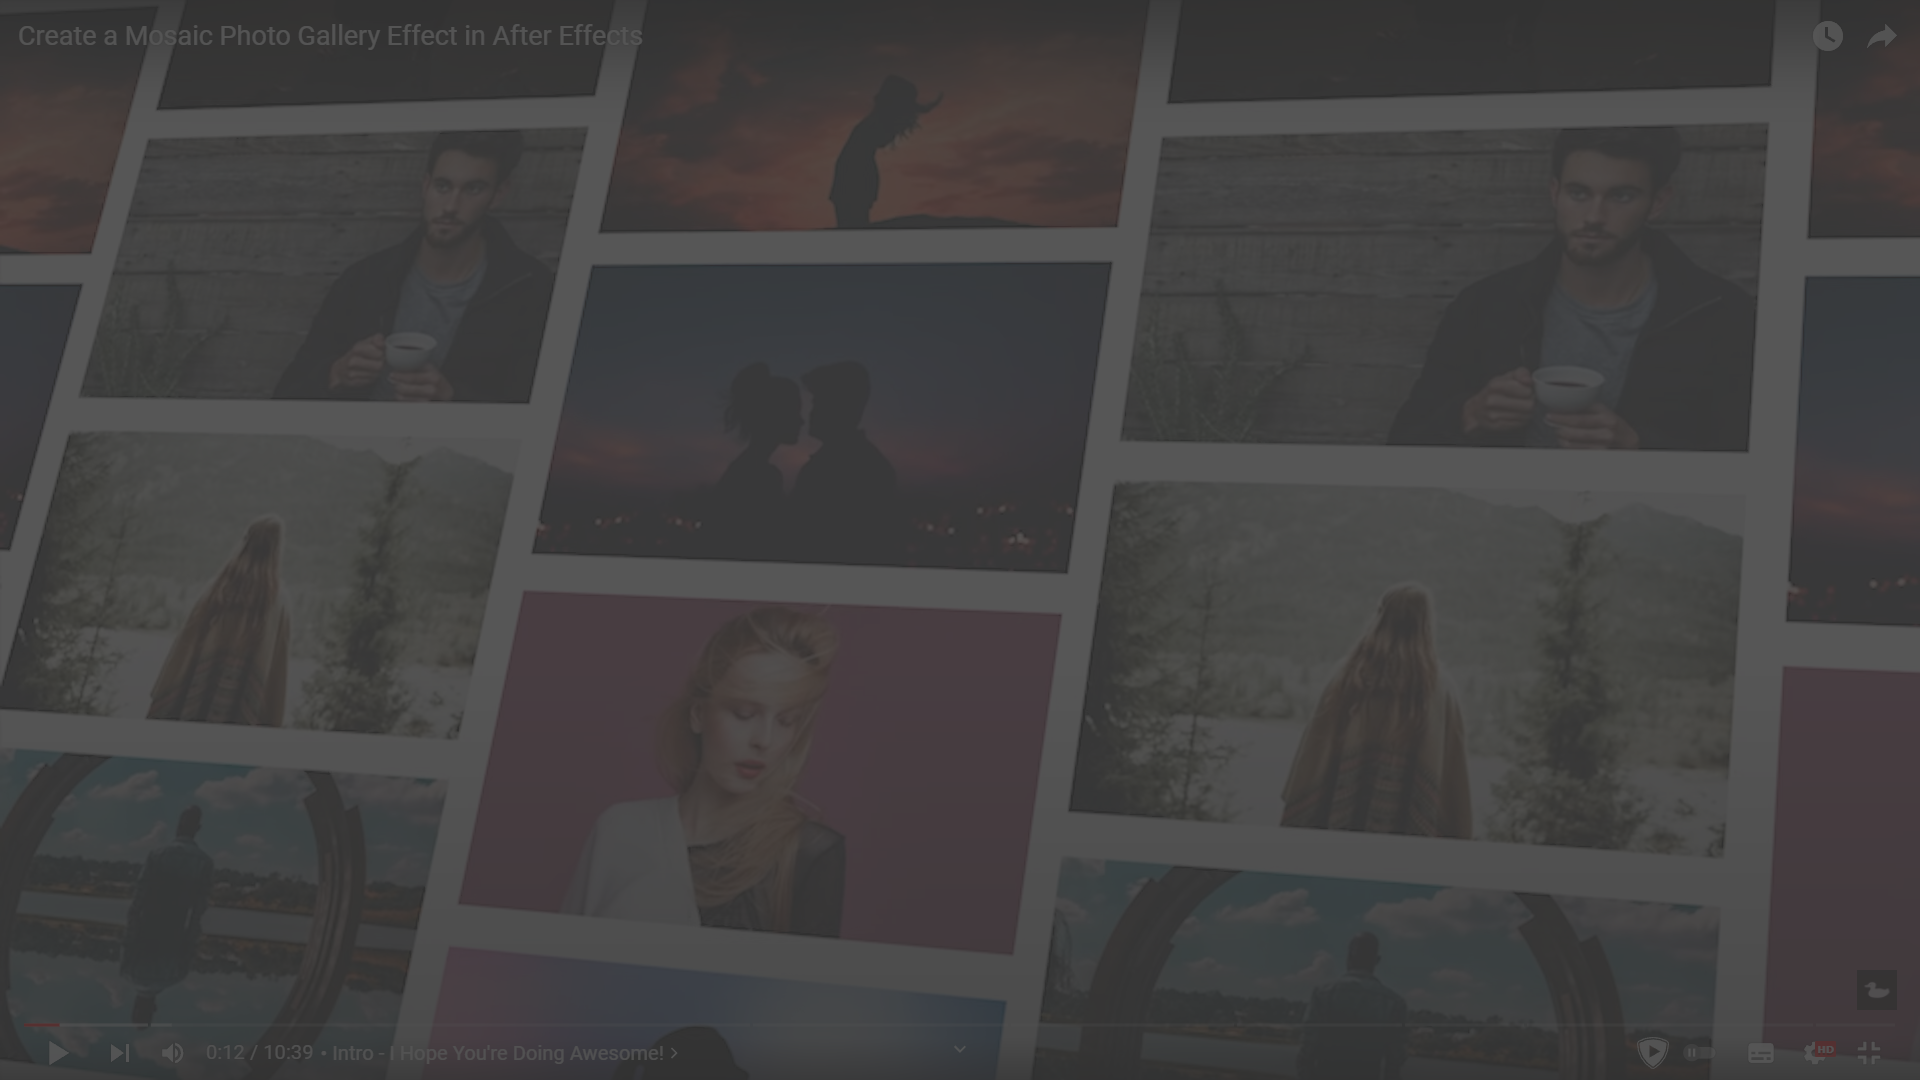 Create a Mosaic Photo Gallery Effect in After Effects
0:12 / 10:39 • Intro - I Hope You're Doing Awesome!
HD